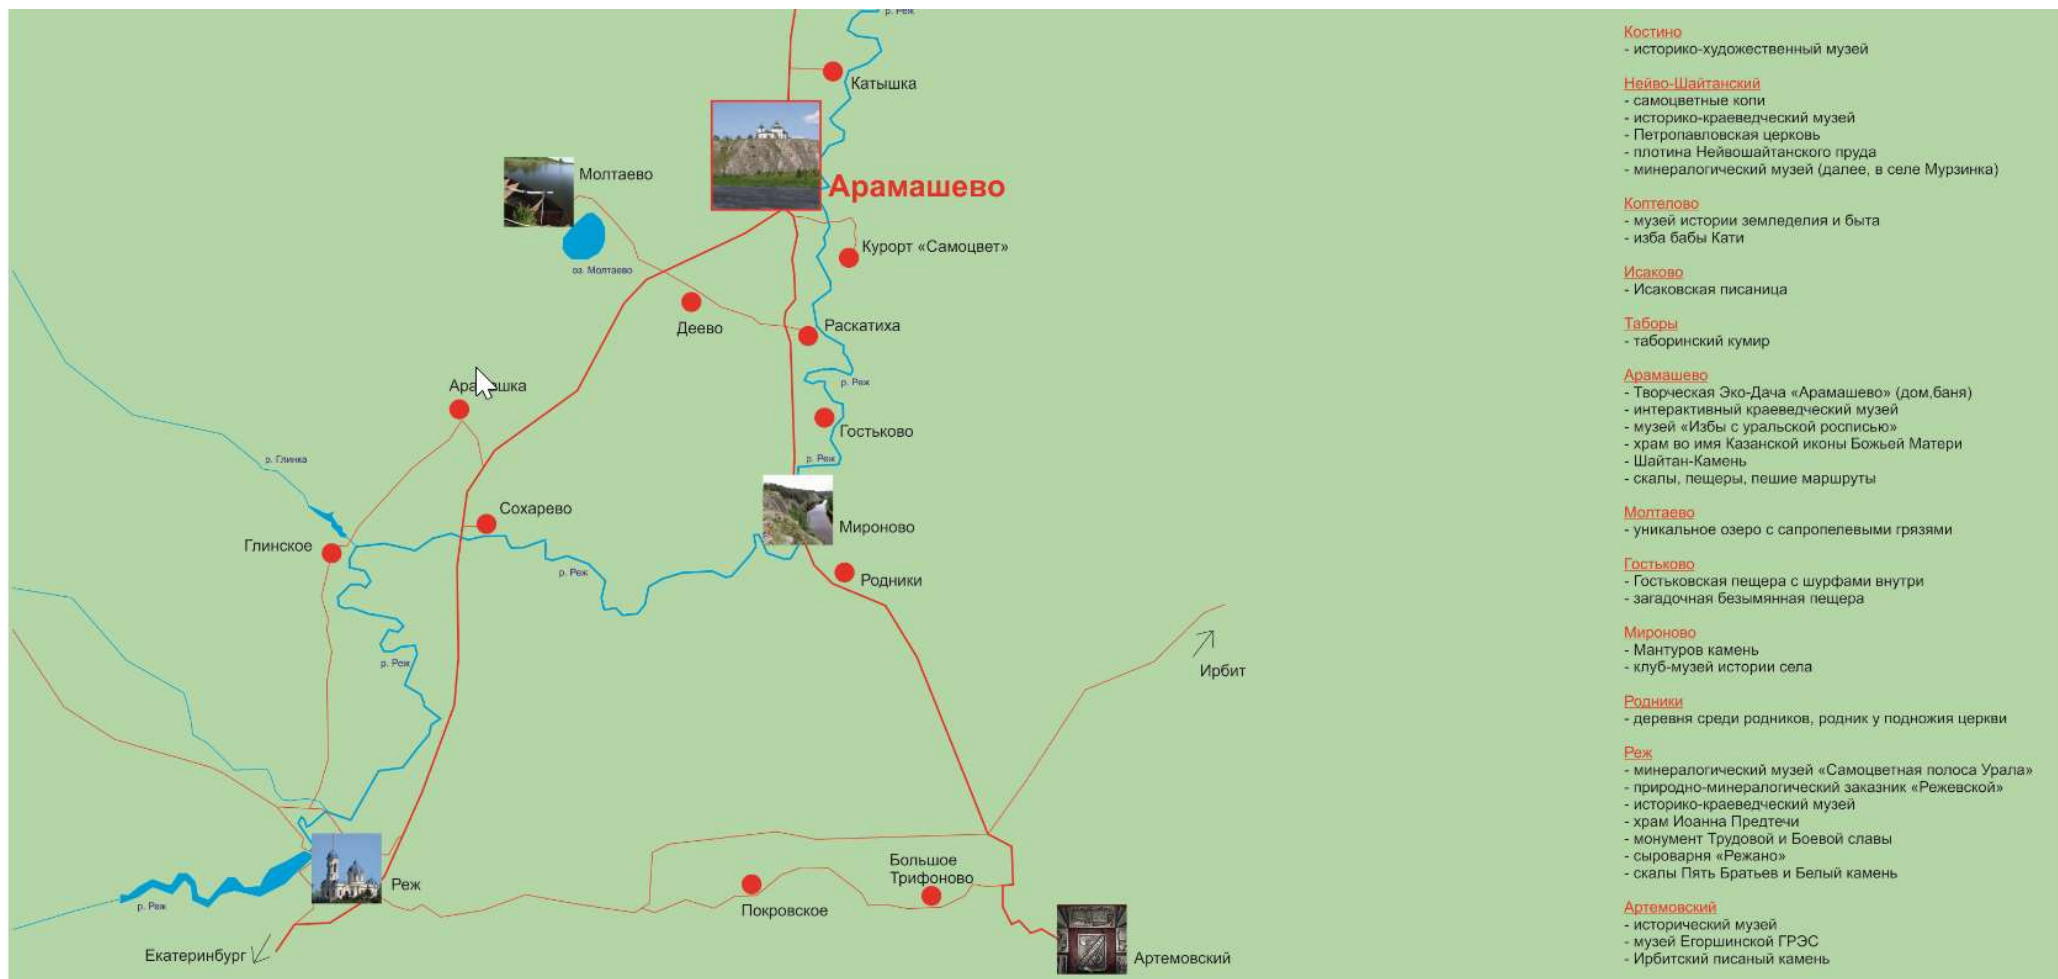 р. Реж
Катышка
Молтаево
Арамашево
Курорт «Самоцвет»
оз. Молтаево
Деево
Раскатиха
р. Реж
Арамашка
Гостьково
р. Глинка
р. Реж
Сохарево
Мироново
Глинское
р. Реж
Родники
р. Реж
Ирбит
Реж
Большое
Трифоново
Покровское
р. Реж
Екатеринбург
Артемовский
Костино
- историко-художественный музей
Нейво-Шайтанский
- самоцветные копи
- историко-краеведческий музей
- Петропавловская церковь
- плотина Нейвошайтанского пруда
- минералогический музей (далее, в селе Мурзинка)
Коптелово
- музей истории земледелия и быта
- изба бабы Кати
Исаково
- Исаковская писаница
Таборы
- таборинский кумир
Арамашево
- Творческая Эко-Дача «Арамашево» (дом,баня)
- интерактивный краеведческий музей
- музей «Избы с уральской росписью»
- храм во имя Казанской иконы Божьей Матери
- Шайтан-Камень
- скалы, пещеры, пешие маршруты
Молтаево
- уникальное озеро с сапропелевыми грязями
Гостьково
- Гостьковская пещера с шурфами внутри
- загадочная безымянная пещера
Мироново
- Мантуров камень
- клуб-музей истории села
Родники
- деревня среди родников, родник у подножия церкви
Реж
- минералогический музей «Самоцветная полоса Урала»
- природно-минералогический заказник «Режевской»
- историко-краеведческий музей
- храм Иоанна Предтечи
- монумент Трудовой и Боевой славы
- сыроварня «Режано»
- скалы Пять Братьев и Белый камень
Артемовский
- исторический музей
- музей Егоршинской ГРЭС
- Ирбитский писаный камень